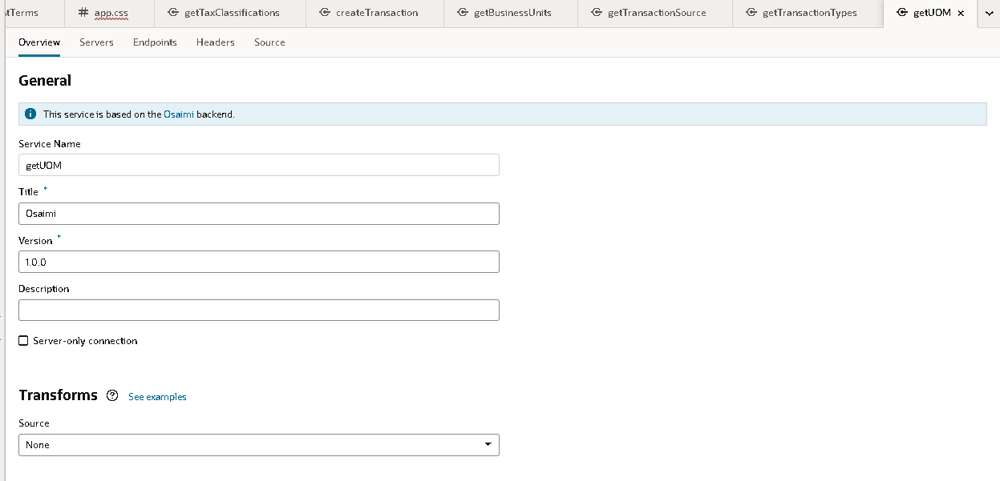 app.css getTaxClassifications createTransaction getBusinessUnits getTransactionSource getTransactionTypes getUOM
Overview Servers Endpoints Headers Source
General
This service is based on the Osaimi backend.
Service Name
getUOM
Title *
Osaimi
Version *
1.0.0
Description
Server-only connection
Transforms ? See examples
Source
None